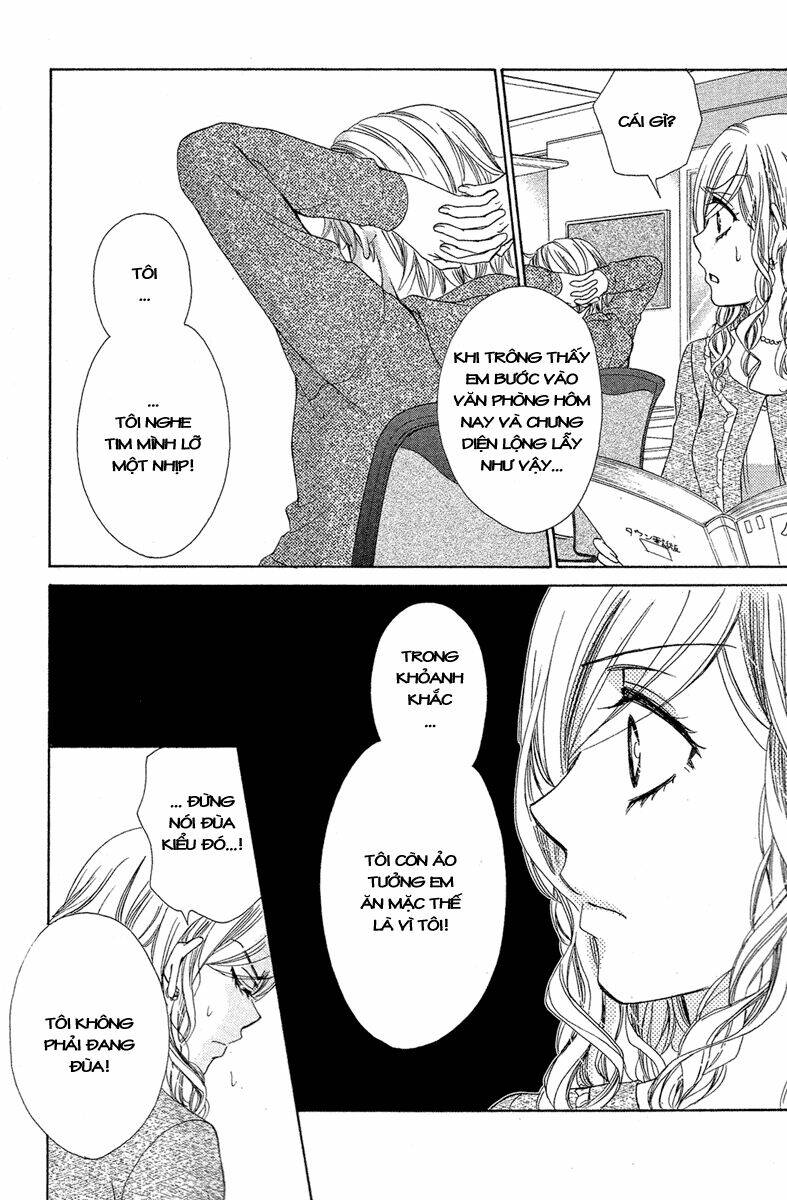 CÁI GÌ?
KHI TRÔNG THẤY
EM BƯỚC VÀO
VĂN PHÒNG HÔM
NAY VÀ CHƯNG
DIỆN LỘNG LẪY
NHƯ VẬY...
TÔI
...
...
TÔI NGHE
TIM MÌNH LỠ
MỘT NHỊP!
TRONG
KHỎANH
KHẮC
...
TÔI CÒN ẢO
TƯỞNG EM
ĂN MẶC THẾ
LÀ VÌ TÔI!
... ĐỪNG
NÓI ĐÙA
KIỂU ĐÓ...!
TÔI KHÔNG
PHẢI ĐANG
ĐÙA!